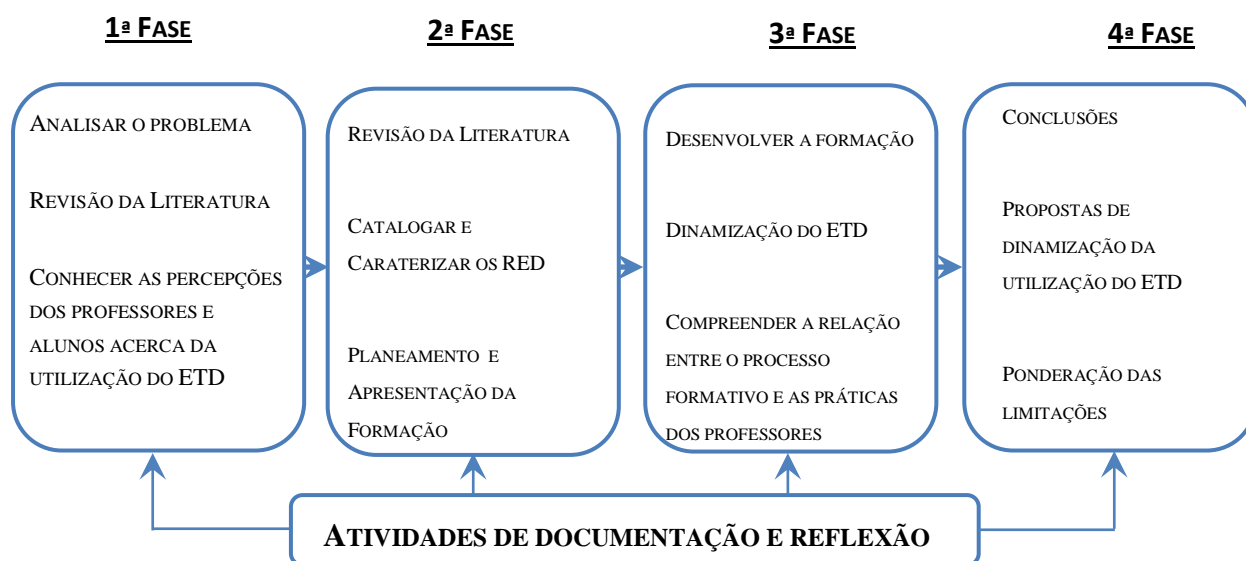 1ª FASE
2ª FASE
3ª FASE
4ª FASE
ANALISAR O PROBLEMA
REVISÃO DA LITERATURA
CONHECER AS PERCEPÇÕES
DOS PROFESSORES E
ALUNOS ACERCA DA
UTILIZAÇÃO DO ETD
REVISÃO DA LITERATURA
CATALOGAR E
CARATERIZAR OS RED
PLANEAMENTO E
APRESENTAÇÃO DA
FORMAÇÃO
DESENVOLVER A FORMAÇÃO
DINAMIZAÇÃO DO ETD
COMPREENDER A RELAÇÃO
ENTRE O PROCESSO
FORMATIVO E AS PRÁTICAS
DOS PROFESSORES
CONCLUSÕES
PROPOSTAS DE
DINAMIZAÇÃO DA
UTILIZAÇÃO DO ETD
PONDERAÇÃO DAS
LIMITAÇÕES
ATIVIDADES DE DOCUMENTAÇÃO E REFLEXÃO